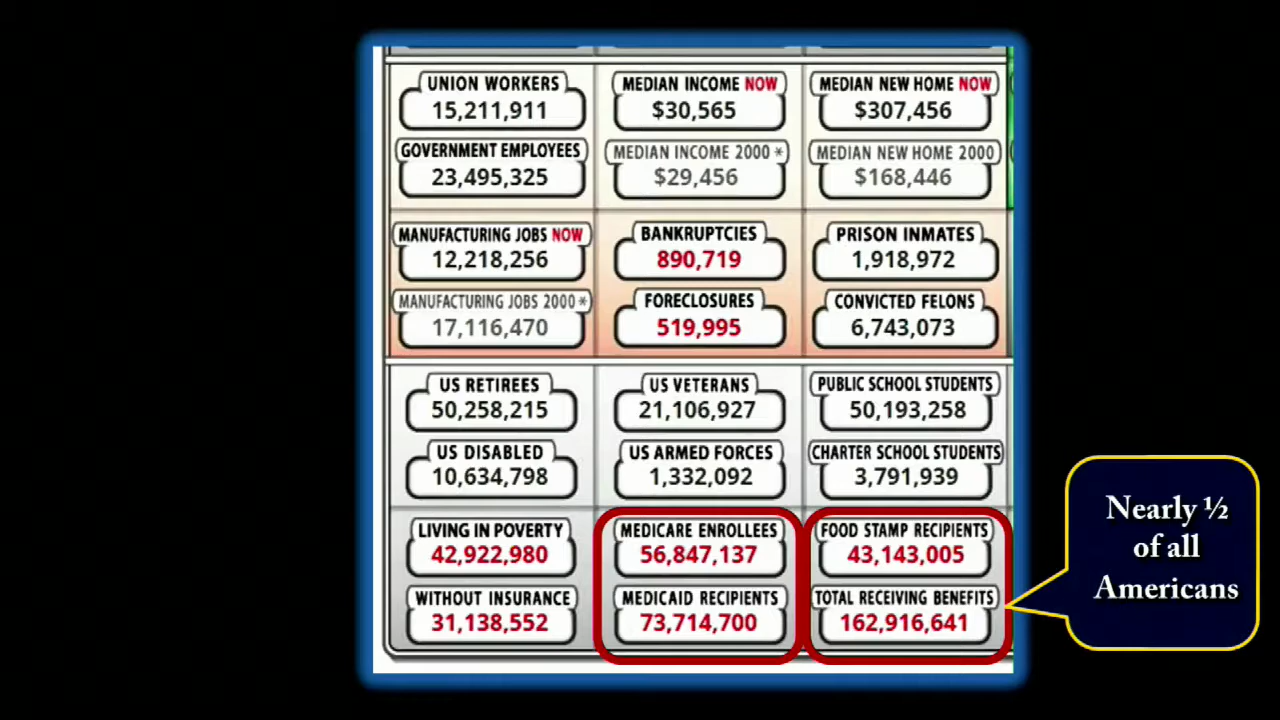 UNION WORKERS
15,211,911
MEDIAN INCOME NOW
$30,565
MEDIAN NEW HOME NOW
$307,456
GOVERNMENT EMPLOYEES
23,495,325
MEDIAN INCOME 2000 *
$29,456
MEDIAN NEW HOME 2000
$168,446
MANUFACTURING JOBS NOW
12,218,256
BANKRUPTCIES
890,719
PRISON INMATES
1,918,972
MANUFACTURING JOBS 2000 *
17,116,470
FORECLOSURES
519,995
CONVICTED FELONS
6,743,073
US RETIREES
50,258,215
US VETERANS
21,106,927
PUBLIC SCHOOL STUDENTS
50,193,258
US DISABLED
10,634,798
US ARMED FORCES
1,332,092
CHARTER SCHOOL STUDENTS
3,791,939
LIVING IN POVERTY
42,922,980
MEDICARE ENROLLEES
56,847,137
FOOD STAMP RECIPIENTS
43,143,005
WITHOUT INSURANCE
31,138,552
MEDICAID RECIPIENTS
73,714,700
TOTAL RECEIVING BENEFITS
162,916,641
Nearly ½
of all
Americans